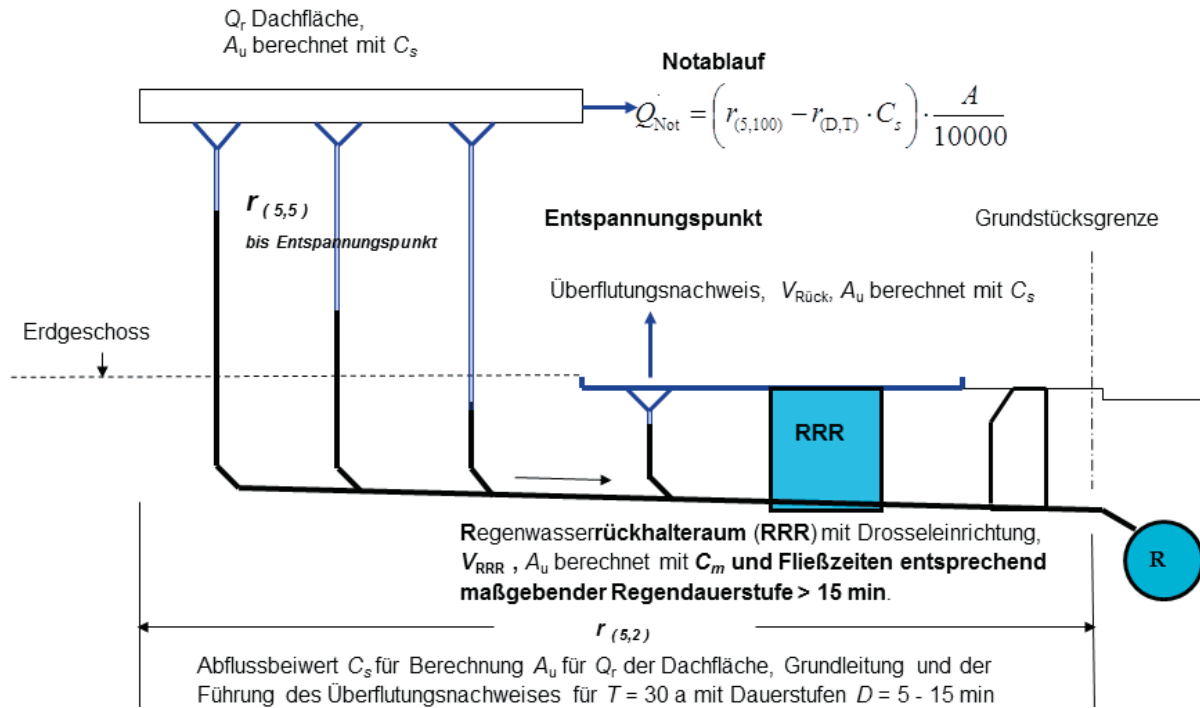 Qr Dachfläche,
Au berechnet mit Cs
Notablauf
Q̇Not = ( r(5,100) − r(D,T) · Cs ) · A / 10000
r (5,5)
bis Entspannungspunkt
Entspannungspunkt
Grundstücksgrenze
Überflutungsnachweis, VRück, Au berechnet mit Cs
Erdgeschoss
RRR
Regenwasserrückhalteraum (RRR) mit Drosseleinrichtung,
VRRR , Au berechnet mit Cm und Fließzeiten entsprechend
maßgebender Regendauerstufe > 15 min.
R
r (5,2)
Abflussbeiwert Cs für Berechnung Au für Qr der Dachfläche, Grundleitung und der
Führung des Überflutungsnachweises für T = 30 a mit Dauerstufen D = 5 - 15 min